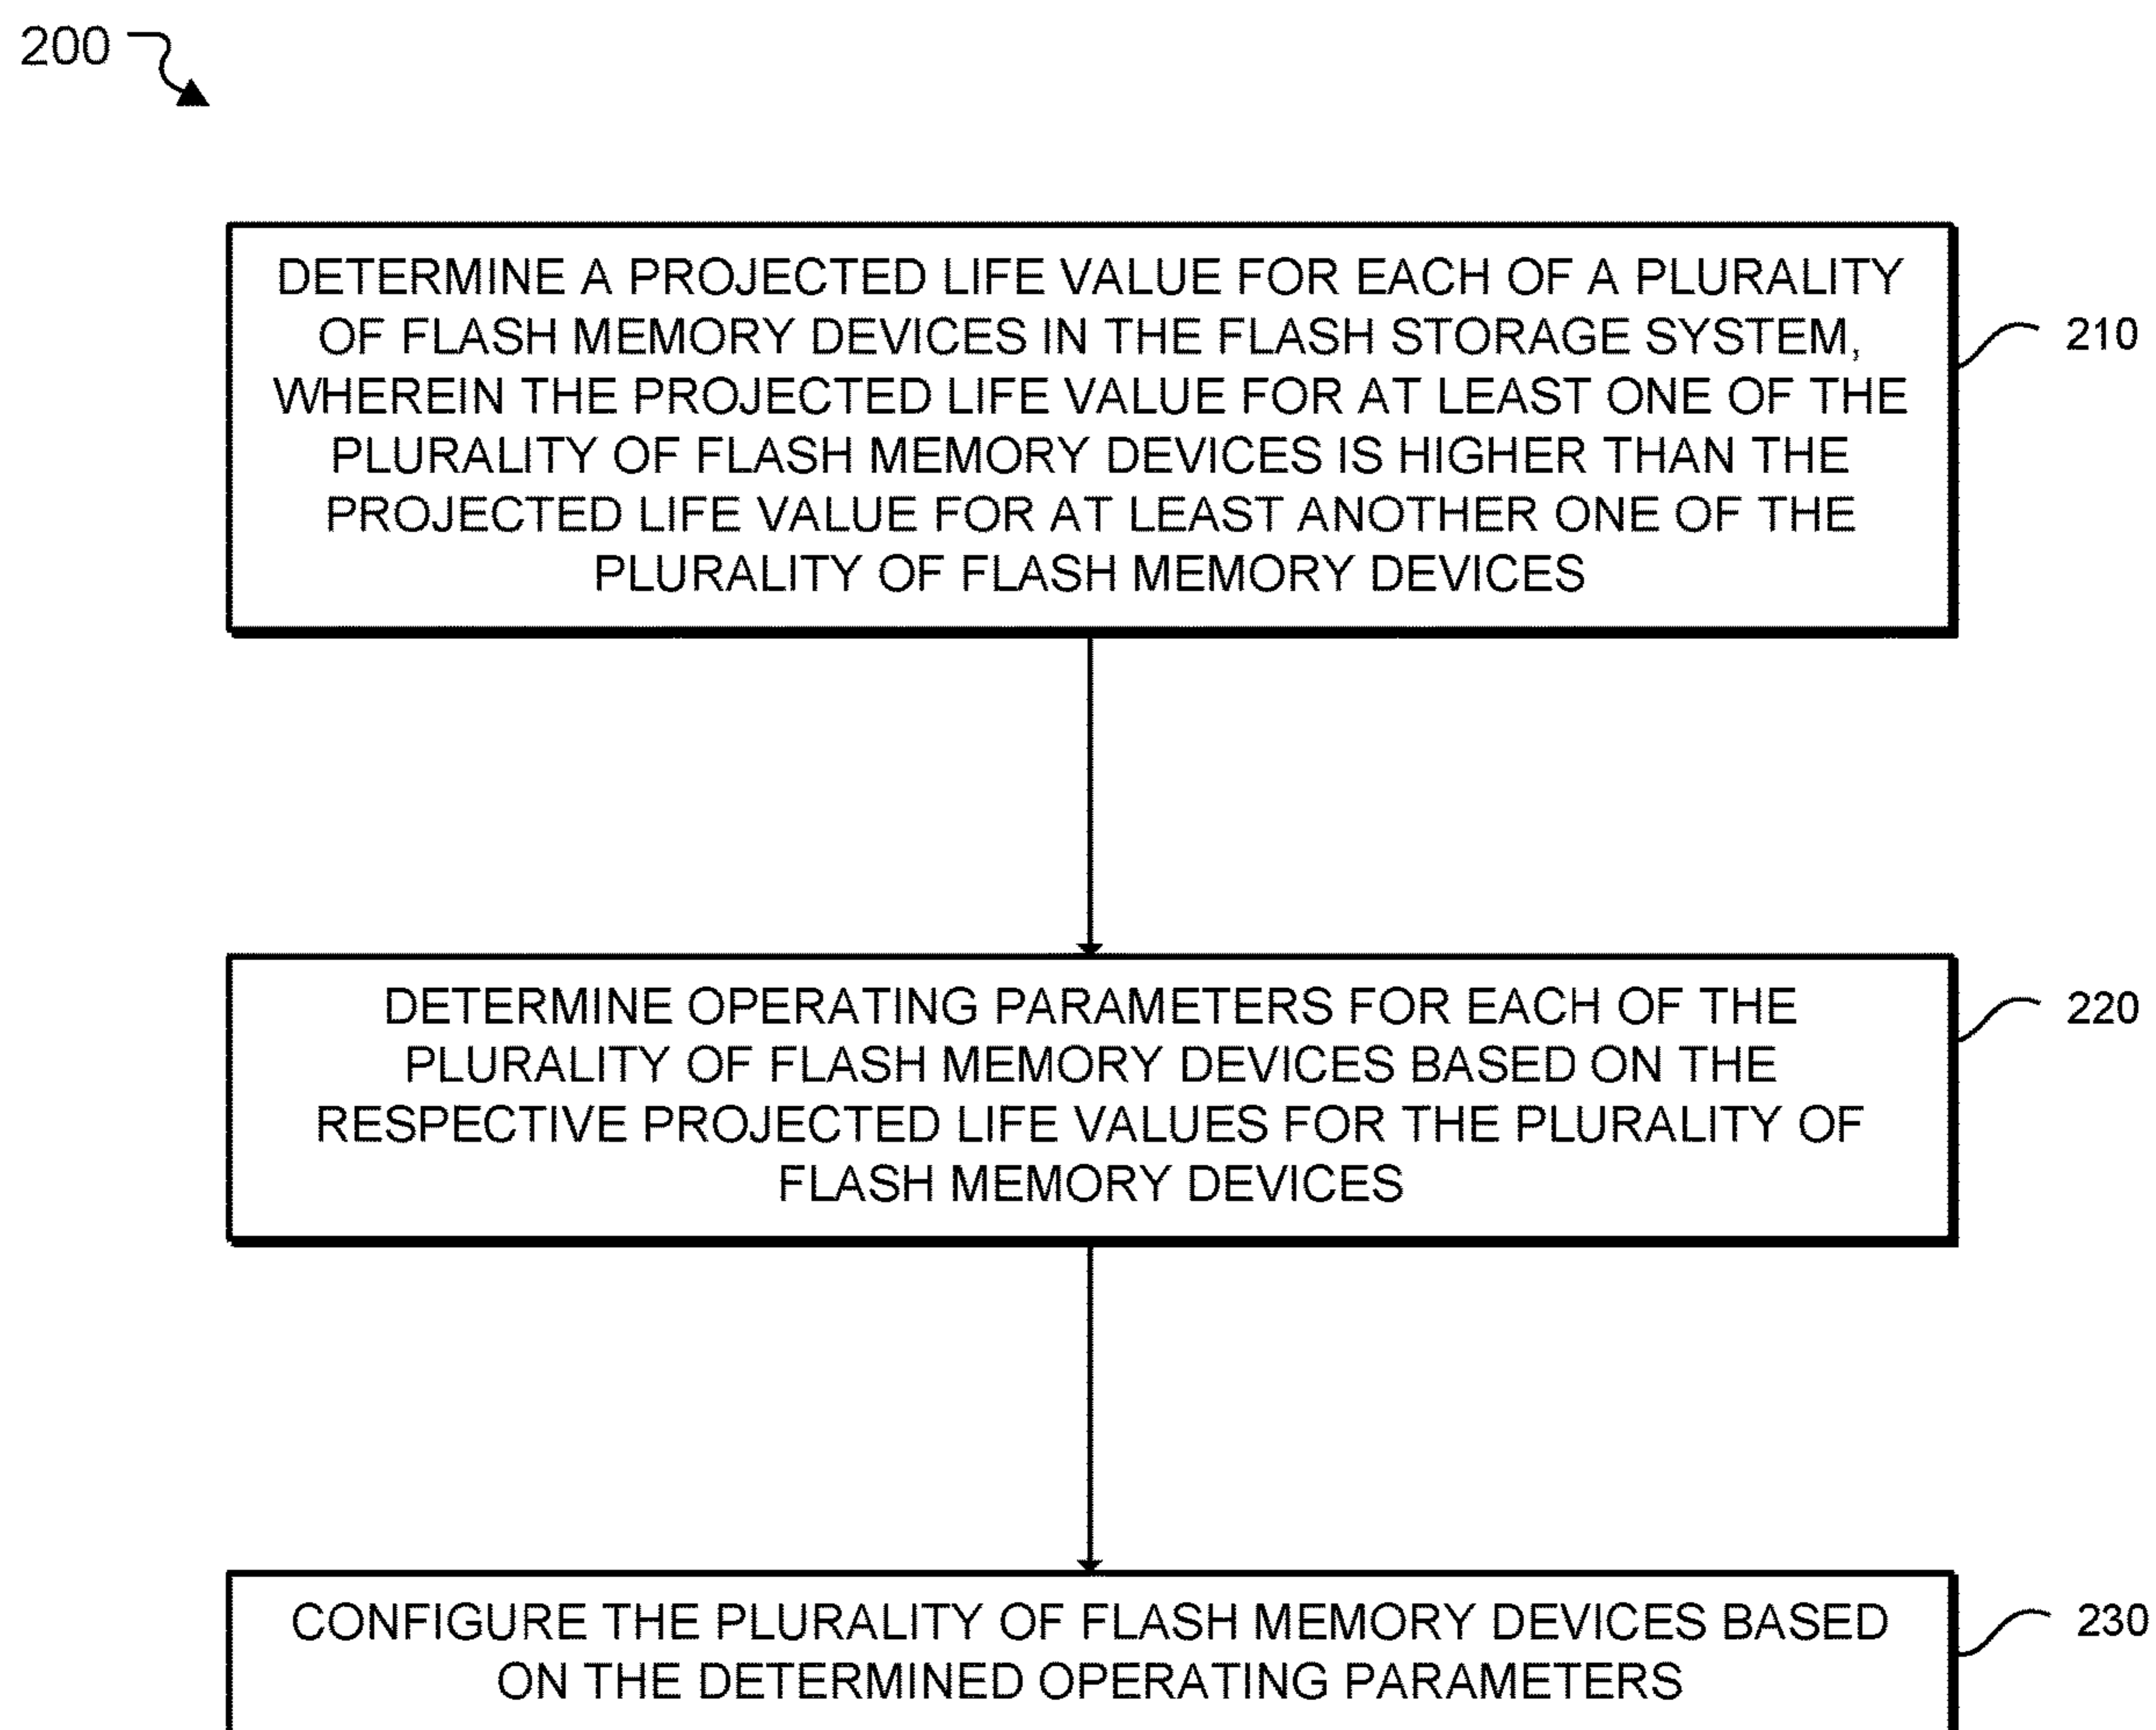 200
DETERMINE A PROJECTED LIFE VALUE FOR EACH OF A PLURALITY
OF FLASH MEMORY DEVICES IN THE FLASH STORAGE SYSTEM,
WHEREIN THE PROJECTED LIFE VALUE FOR AT LEAST ONE OF THE
PLURALITY OF FLASH MEMORY DEVICES IS HIGHER THAN THE
PROJECTED LIFE VALUE FOR AT LEAST ANOTHER ONE OF THE
PLURALITY OF FLASH MEMORY DEVICES
210
DETERMINE OPERATING PARAMETERS FOR EACH OF THE
PLURALITY OF FLASH MEMORY DEVICES BASED ON THE
RESPECTIVE PROJECTED LIFE VALUES FOR THE PLURALITY OF
FLASH MEMORY DEVICES
220
CONFIGURE THE PLURALITY OF FLASH MEMORY DEVICES BASED
ON THE DETERMINED OPERATING PARAMETERS
230